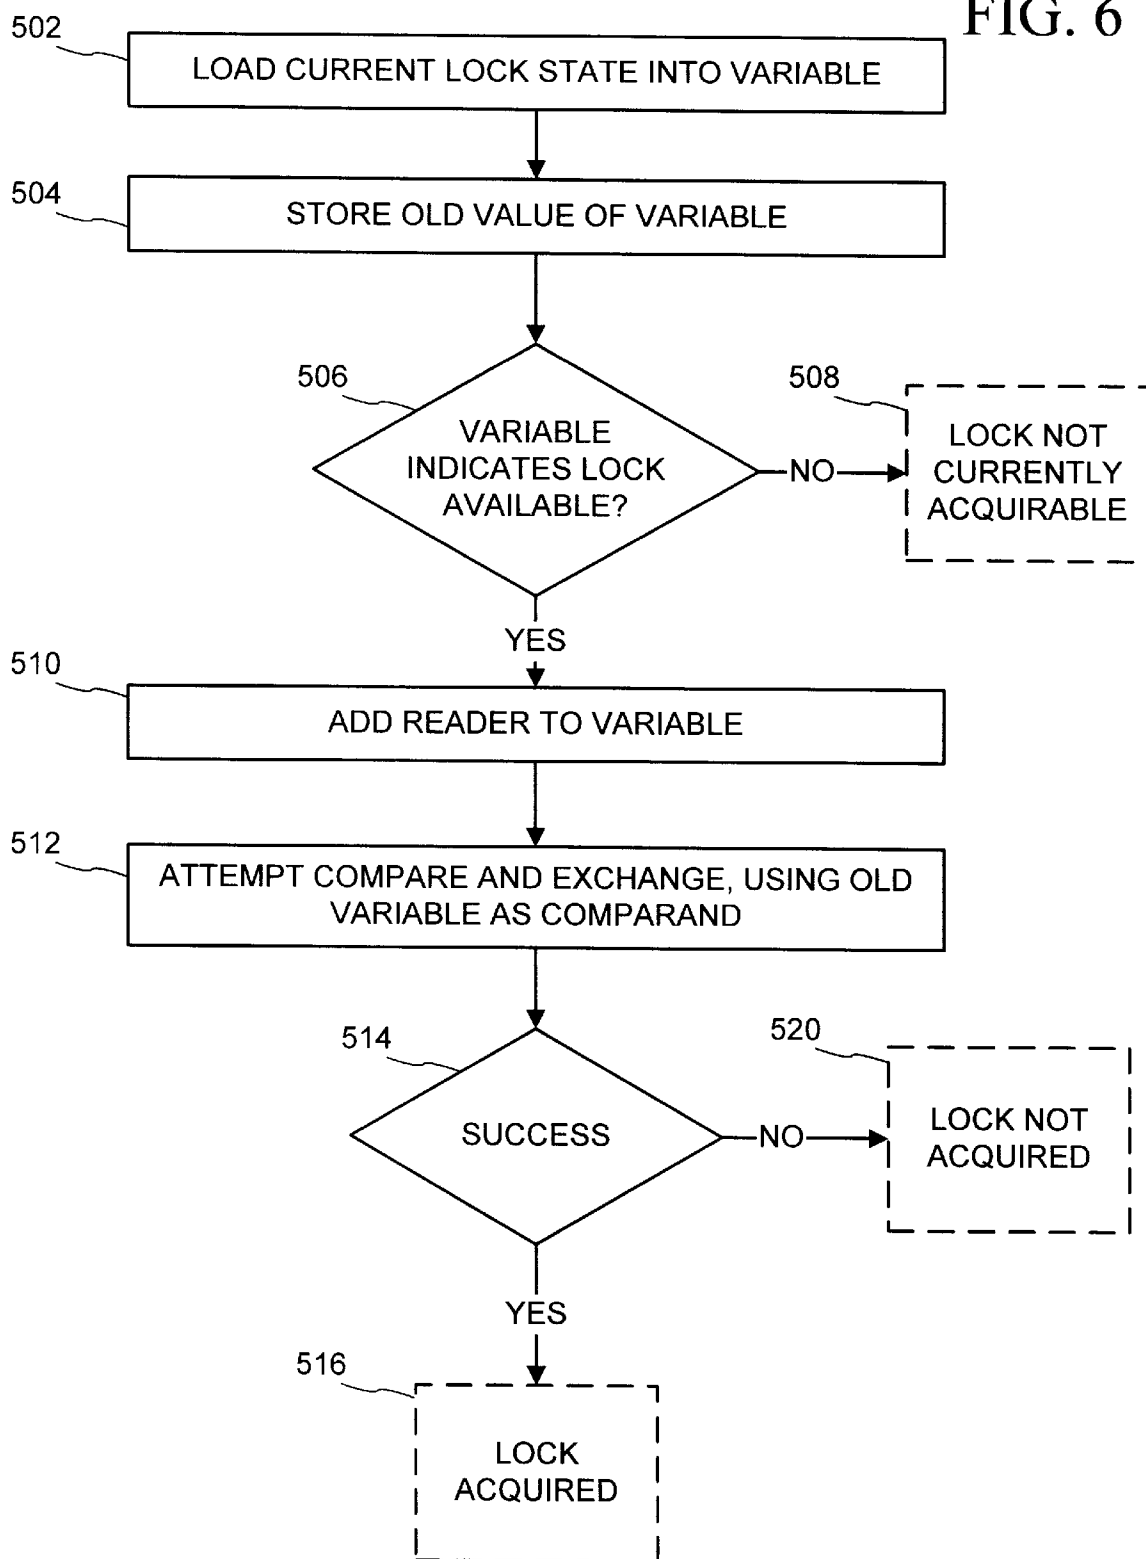 FIG. 6
502
LOAD CURRENT LOCK STATE INTO VARIABLE
504
STORE OLD VALUE OF VARIABLE
506
VARIABLE
INDICATES LOCK
AVAILABLE?
NO
508
LOCK NOT
CURRENTLY
ACQUIRABLE
YES
510
ADD READER TO VARIABLE
512
ATTEMPT COMPARE AND EXCHANGE, USING OLD
VARIABLE AS COMPARAND
514
SUCCESS
NO
520
LOCK NOT
ACQUIRED
YES
516
LOCK
ACQUIRED